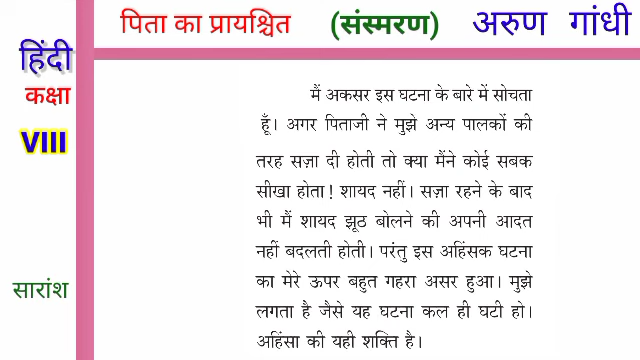 पिता का प्रायश्चित (संस्मरण) अरुण गांधी
हिंदी
कक्षा
VIII
सारांश
मैं अकसर इस घटना के बारे में सोचता
हूँ। अगर पिताजी ने मुझे अन्य पालकों की
तरह सज़ा दी होती तो क्या मैंने कोई सबक
सीखा होता! शायद नहीं। सज़ा रहने के बाद
भी मैं शायद झूठ बोलने की अपनी आदत
नहीं बदलती होती। परंतु इस अहिंसक घटना
का मेरे ऊपर बहुत गहरा असर हुआ। मुझे
लगता है जैसे यह घटना कल ही घटी हो।
अहिंसा की यही शक्ति है।